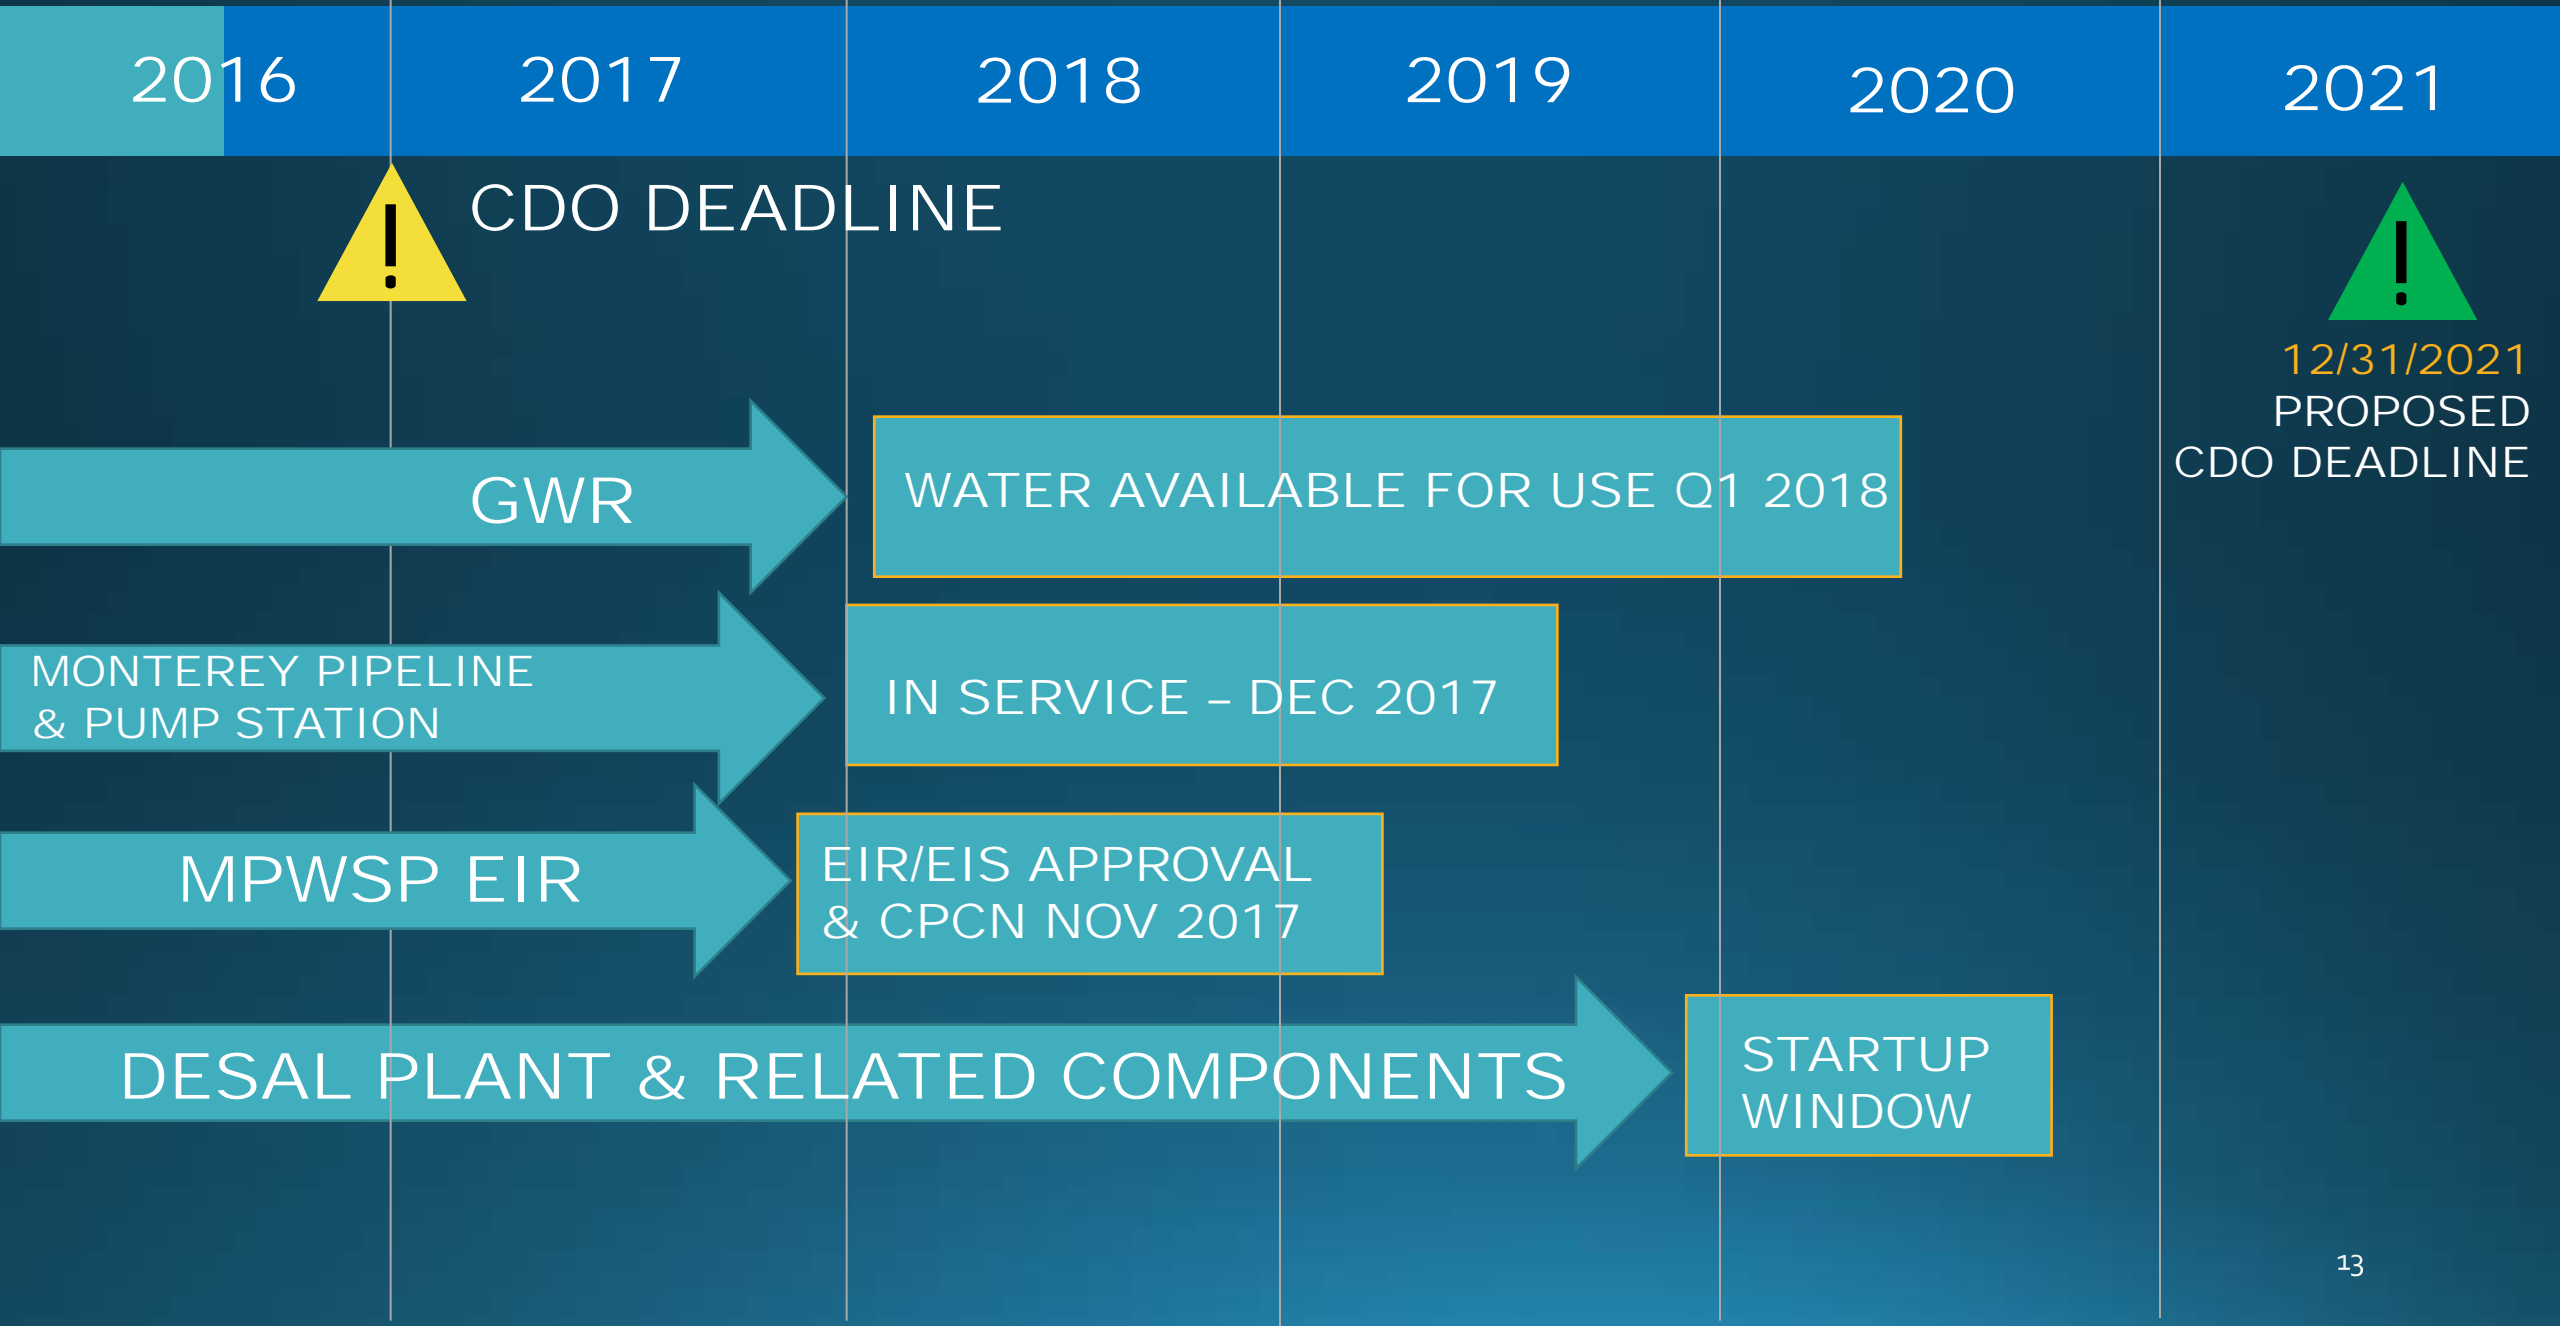 2016 2017 2018 2019 2020 2021
!
CDO DEADLINE
!
12/31/2021
PROPOSED
CDO DEADLINE
GWR
WATER AVAILABLE FOR USE Q1 2018
MONTEREY PIPELINE
& PUMP STATION
IN SERVICE – DEC 2017
MPWSP EIR
EIR/EIS APPROVAL
& CPCN NOV 2017
DESAL PLANT & RELATED COMPONENTS
STARTUP
WINDOW
13